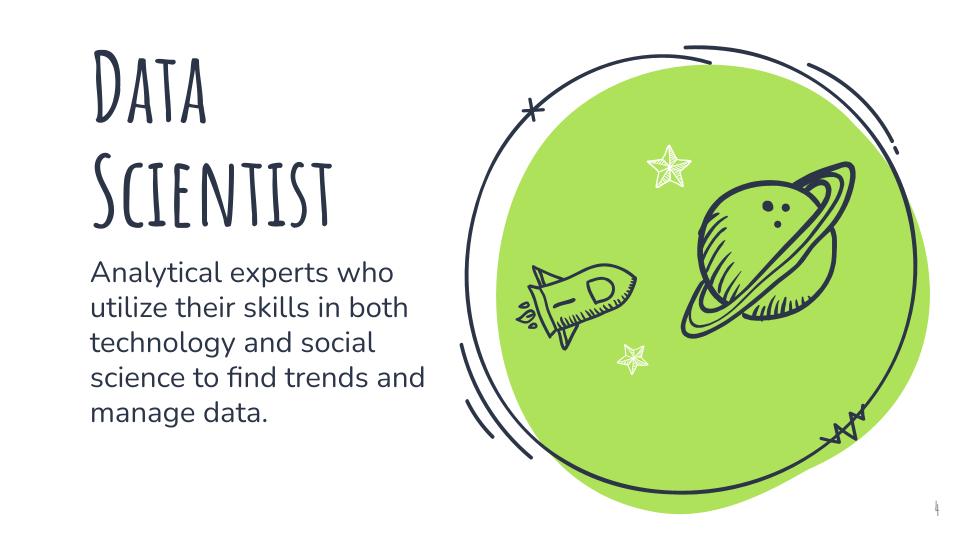 Data
Scientist
Analytical experts who
utilize their skills in both
technology and social
science to find trends and
manage data.
4